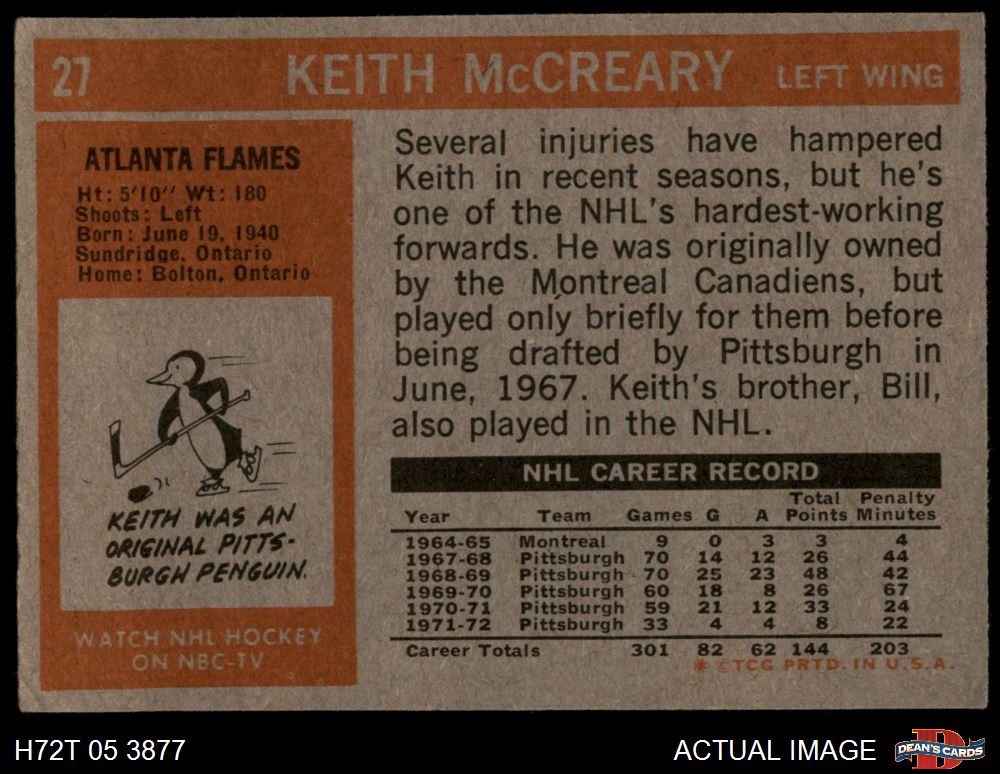 27 KEITH McCREARY LEFT WING
ATLANTA FLAMES
Ht: 5'10'' Wt: 180
Shoots: Left
Born: June 19, 1940
Sundridge, Ontario
Home: Bolton, Ontario
KEITH WAS AN
ORIGINAL PITTS-
BURGH PENGUIN.
WATCH NHL HOCKEY
ON NBC-TV
Several injuries have hampered
Keith in recent seasons, but he's
one of the NHL's hardest-working
forwards. He was originally owned
by the Montreal Canadiens, but
played only briefly for them before
being drafted by Pittsburgh in
June, 1967. Keith's brother, Bill,
also played in the NHL.
NHL CAREER RECORD
Total Penalty
Year Team Games G A Points Minutes
1964-65 Montreal 9 0 3 3 4
1967-68 Pittsburgh 70 14 12 26 44
1968-69 Pittsburgh 70 25 23 48 42
1969-70 Pittsburgh 60 18 8 26 67
1970-71 Pittsburgh 59 21 12 33 24
1971-72 Pittsburgh 33 4 4 8 22
Career Totals 301 82 62 144 203
* ©TCG PRTD. IN U.S.A.
H72T 05 3877 ACTUAL IMAGE DEAN'S CARDS